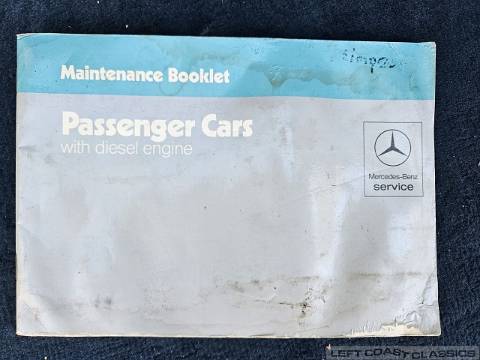 Maintenance Booklet
Passenger Cars
with diesel engine
Mercedes-Benz
service
LEFT COAST CLASSICS